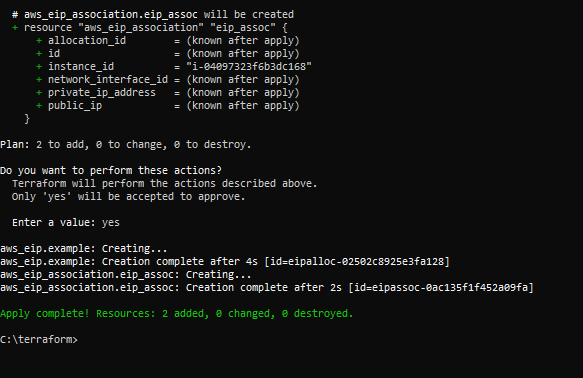 # aws_eip_association.eip_assoc will be created
+ resource "aws_eip_association" "eip_assoc" {
+ allocation_id = (known after apply)
+ id = (known after apply)
+ instance_id = "i-04097323f6b3dc168"
+ network_interface_id = (known after apply)
+ private_ip_address = (known after apply)
+ public_ip = (known after apply)
}
Plan: 2 to add, 0 to change, 0 to destroy.
Do you want to perform these actions?
Terraform will perform the actions described above.
Only 'yes' will be accepted to approve.
Enter a value: yes
aws_eip.example: Creating...
aws_eip.example: Creation complete after 4s [id=eipalloc-02502c8925e3fa128]
aws_eip_association.eip_assoc: Creating...
aws_eip_association.eip_assoc: Creation complete after 2s [id=eipassoc-0ac135f1f452a09fa]
Apply complete! Resources: 2 added, 0 changed, 0 destroyed.
C:\terraform>